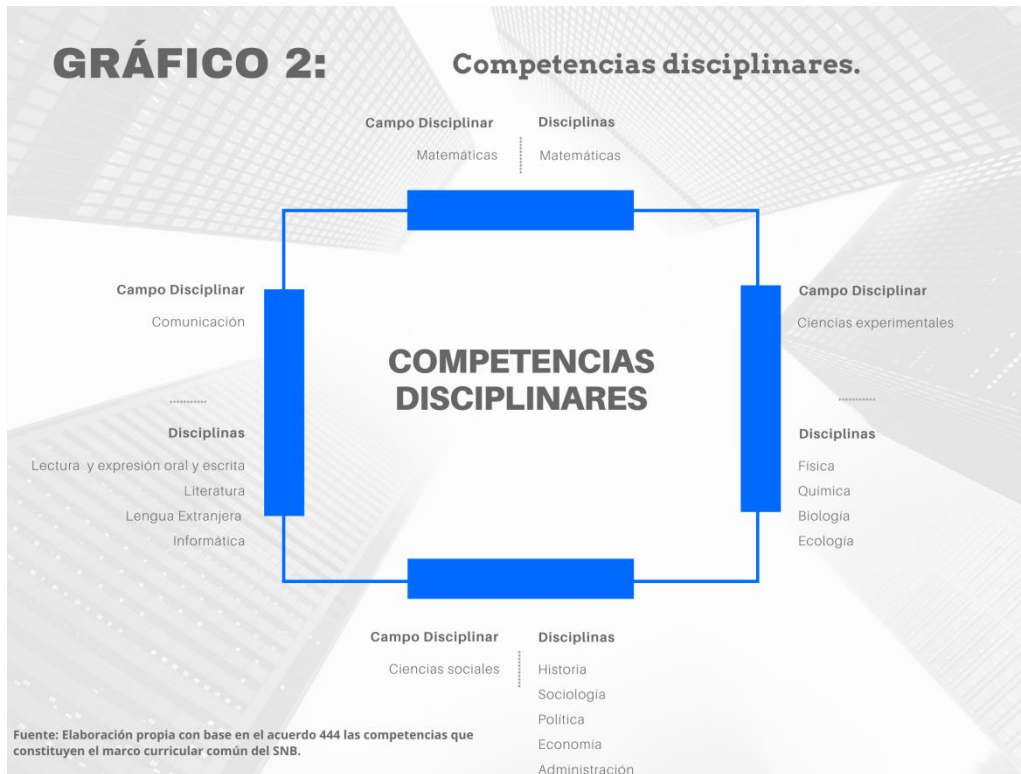 GRÁFICO 2:
Competencias disciplinares.
Campo Disciplinar
Matemáticas
Disciplinas
Matemáticas
Campo Disciplinar
Comunicación
Disciplinas
Lectura y expresión oral y escrita
Literatura
Lengua Extranjera
Informática
COMPETENCIAS
DISCIPLINARES
Campo Disciplinar
Ciencias experimentales
Disciplinas
Física
Química
Biología
Ecología
Campo Disciplinar
Ciencias sociales
Disciplinas
Historia
Sociología
Política
Economía
Administración
Fuente: Elaboración propia con base en el acuerdo 444 las competencias que
constituyen el marco curricular común del SNB.